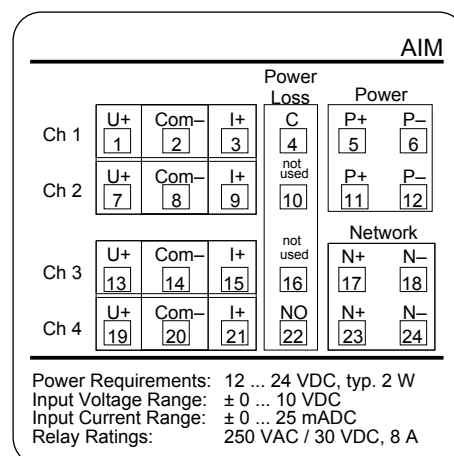 AIM
Power
Loss Power
U+ Com– I+ C P+ P–
Ch 1 1 2 3 4 5 6
U+ Com– I+ not used P+ P–
Ch 2 7 8 9 10 11 12
not used Network
U+ Com– I+ N+ N–
Ch 3 13 14 15 16 17 18
U+ Com– I+ NO N+ N–
Ch 4 19 20 21 22 23 24
Power Requirements: 12 ... 24 VDC, typ. 2 W
Input Voltage Range: ± 0 ... 10 VDC
Input Current Range: ± 0 ... 25 mADC
Relay Ratings: 250 VAC / 30 VDC, 8 A